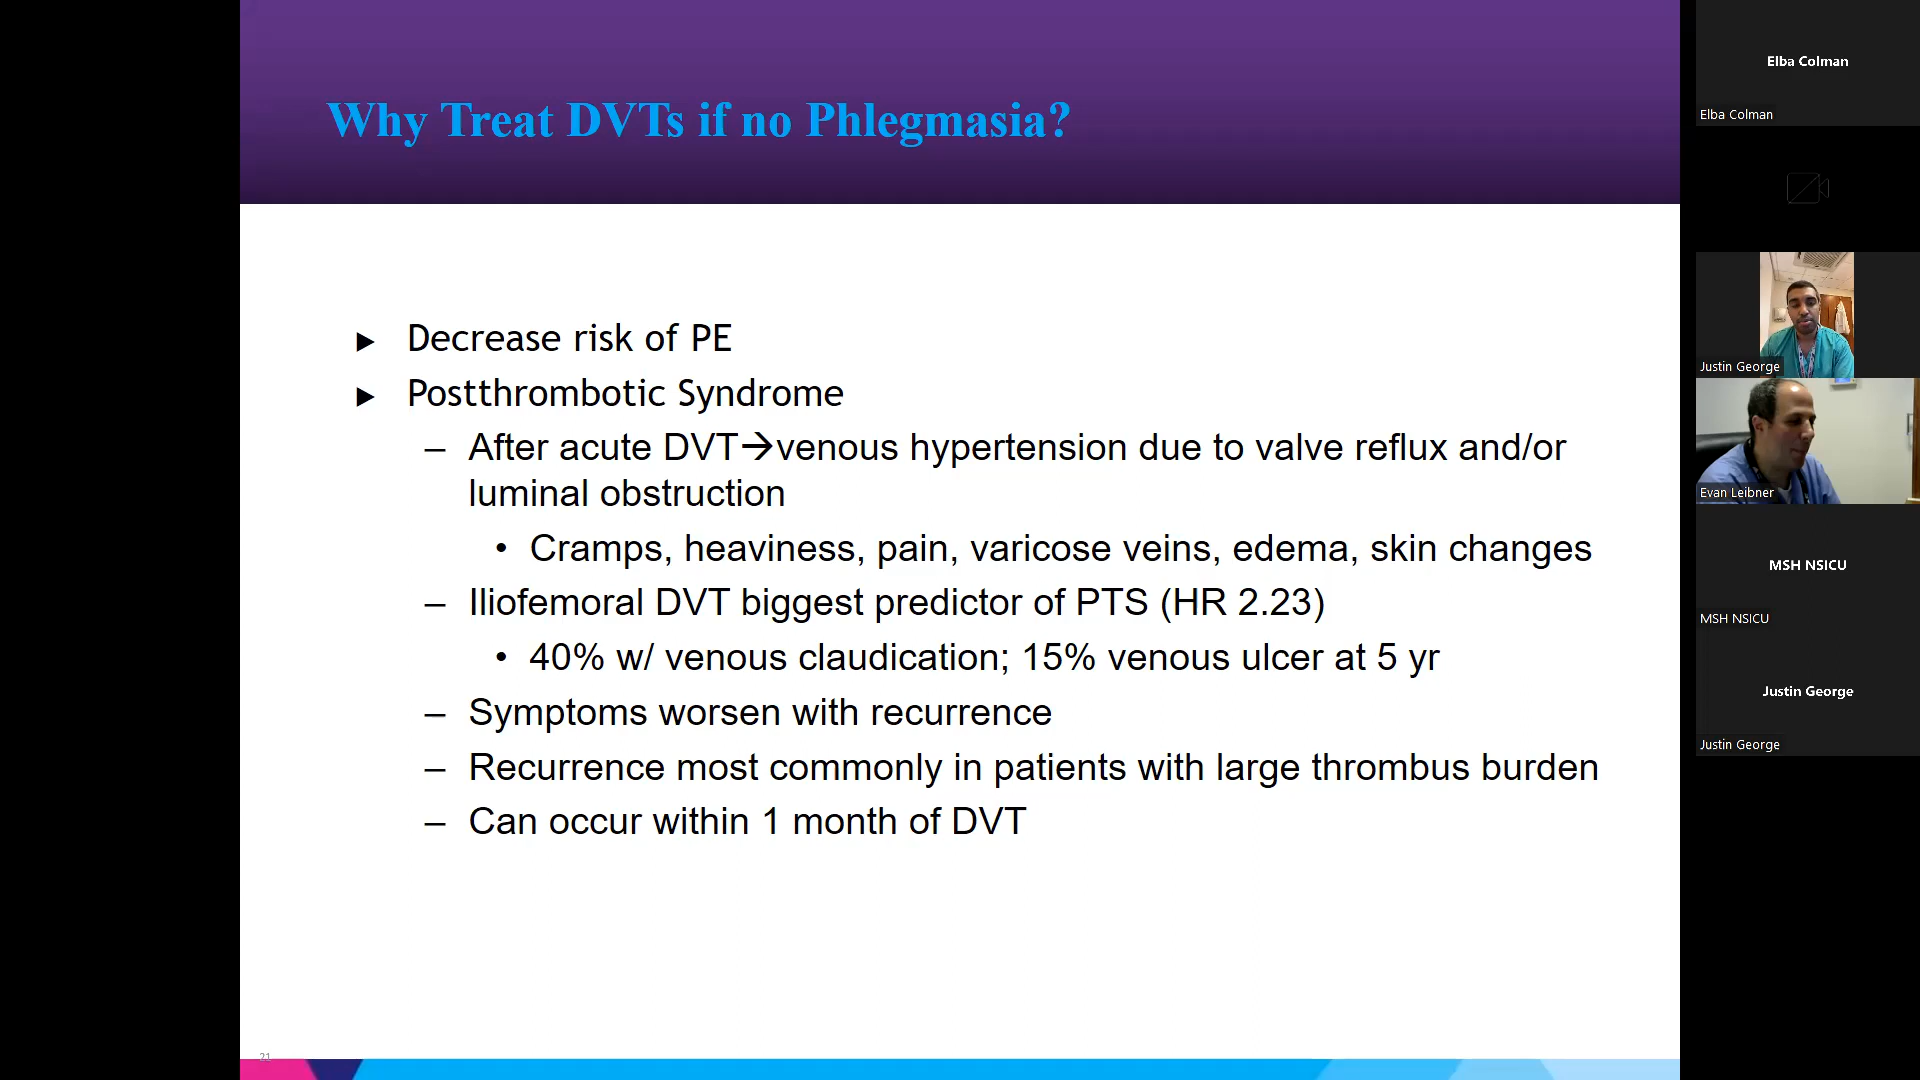 Why Treat DVTs if no Phlegmasia?
► Decrease risk of PE
► Postthrombotic Syndrome
– After acute DVT→venous hypertension due to valve reflux and/or
luminal obstruction
• Cramps, heaviness, pain, varicose veins, edema, skin changes
– Iliofemoral DVT biggest predictor of PTS (HR 2.23)
• 40% w/ venous claudication; 15% venous ulcer at 5 yr
– Symptoms worsen with recurrence
– Recurrence most commonly in patients with large thrombus burden
– Can occur within 1 month of DVT
21
Elba Colman
Elba Colman
Justin George
Evan Leibner
MSH NSICU
MSH NSICU
Justin George
Justin George